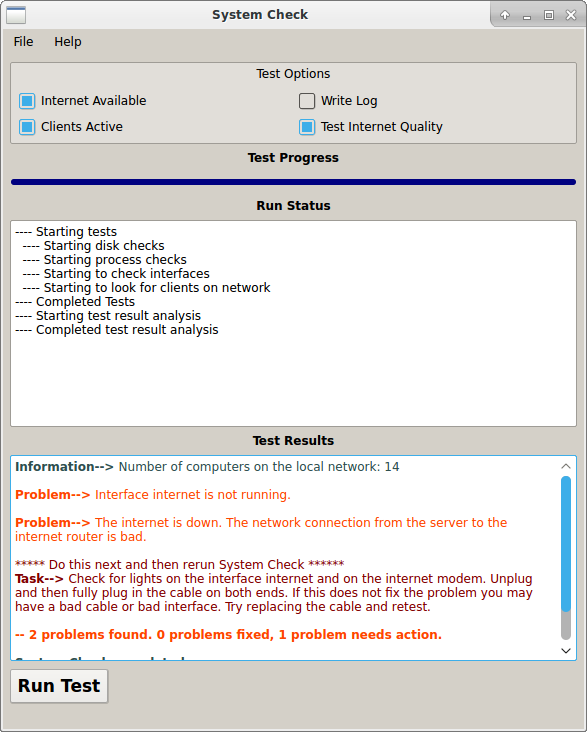 System Check
File Help
Test Options
Internet Available
Write Log
Clients Active
Test Internet Quality
Test Progress
Run Status
---- Starting tests
---- Starting disk checks
---- Starting process checks
---- Starting to check interfaces
---- Starting to look for clients on network
---- Completed Tests
---- Starting test result analysis
---- Completed test result analysis
Test Results
Information--> Number of computers on the local network: 14
Problem--> Interface internet is not running.
Problem--> The internet is down. The network connection from the server to the
internet router is bad.
***** Do this next and then rerun System Check ******
Task--> Check for lights on the interface internet and on the internet modem. Unplug
and then fully plug in the cable on both ends. If this does not fix the problem you may
have a bad cable or bad interface. Try replacing the cable and retest.
-- 2 problems found. 0 problems fixed, 1 problem needs action.
Run Test